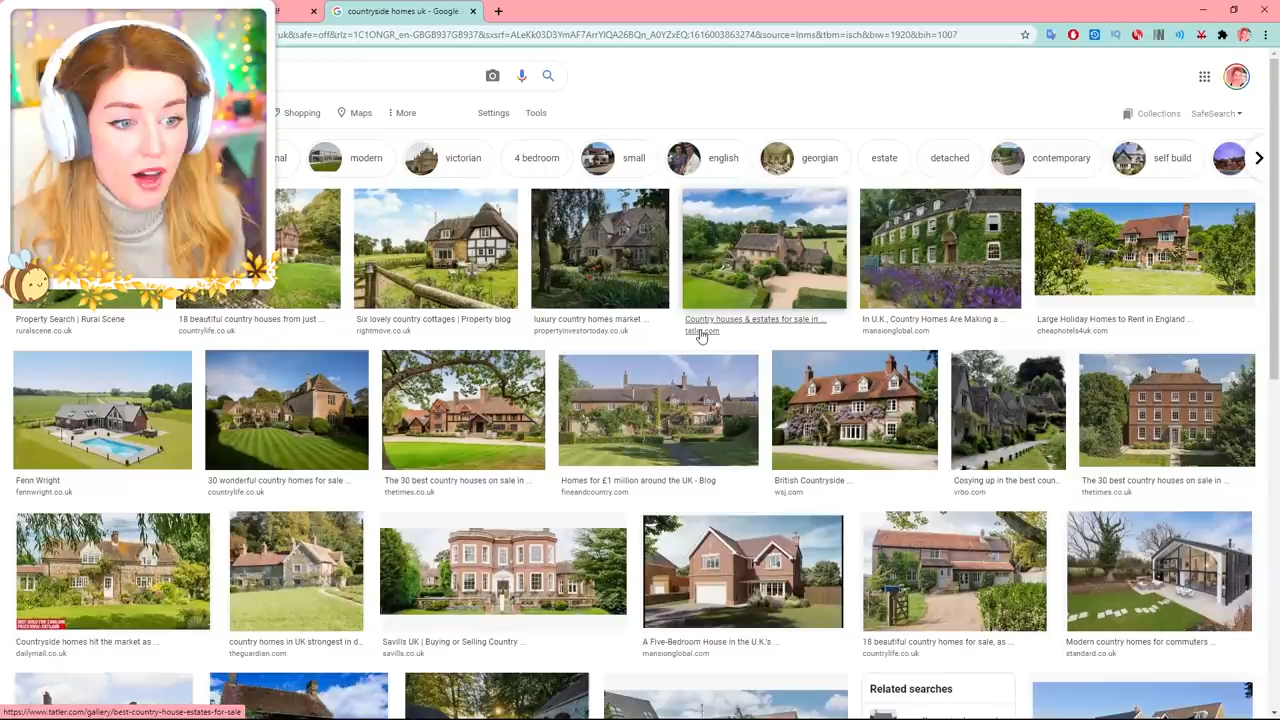 lf
countryside homes uk - Google
uk&safe=off&rlz=1C1ONGR_en-GBGB937GB937&sxsrf=ALeKk03D3YmAF7ArrYIQA26BQn_A0YZxEQ:1616003863274&source=lnms&tbm=isch&biw=1920&bih=1007
Shopping
Maps
More
Settings
Tools
Collections
SafeSearch
nal
modern
victorian
4 bedroom
small
english
georgian
estate
detached
contemporary
self build
Property Search | Rural Scene
ruralscene.co.uk
18 beautiful country houses from just ...
countrylife.co.uk
Six lovely country cottages | Property blog
rightmove.co.uk
luxury country homes market ...
propertyinvestortoday.co.uk
Country houses & estates for sale in ...
tatler.com
In U.K., Country Homes Are Making a ...
mansionglobal.com
Large Holiday Homes to Rent in England ...
cheaphotels4uk.com
Fenn Wright
fennwright.co.uk
30 wonderful country homes for sale ...
countrylife.co.uk
The 30 best country houses on sale in ...
thetimes.co.uk
Homes for £1 million around the UK - Blog
fineandcountry.com
British Countryside ...
wsj.com
Cosying up in the best coun...
vrbo.com
The 30 best country houses on sale in ...
thetimes.co.uk
Countryside homes hit the market as ...
dailymail.co.uk
country homes in UK strongest in d...
theguardian.com
Savills UK | Buying or Selling Country ...
savills.co.uk
A Five-Bedroom House in the U.K.'s ...
mansionglobal.com
18 beautiful country homes for sale, as ...
countrylife.co.uk
Modern country homes for commuters ...
standard.co.uk
Related searches
https://www.tatler.com/gallery/best-country-house-estates-for-sale